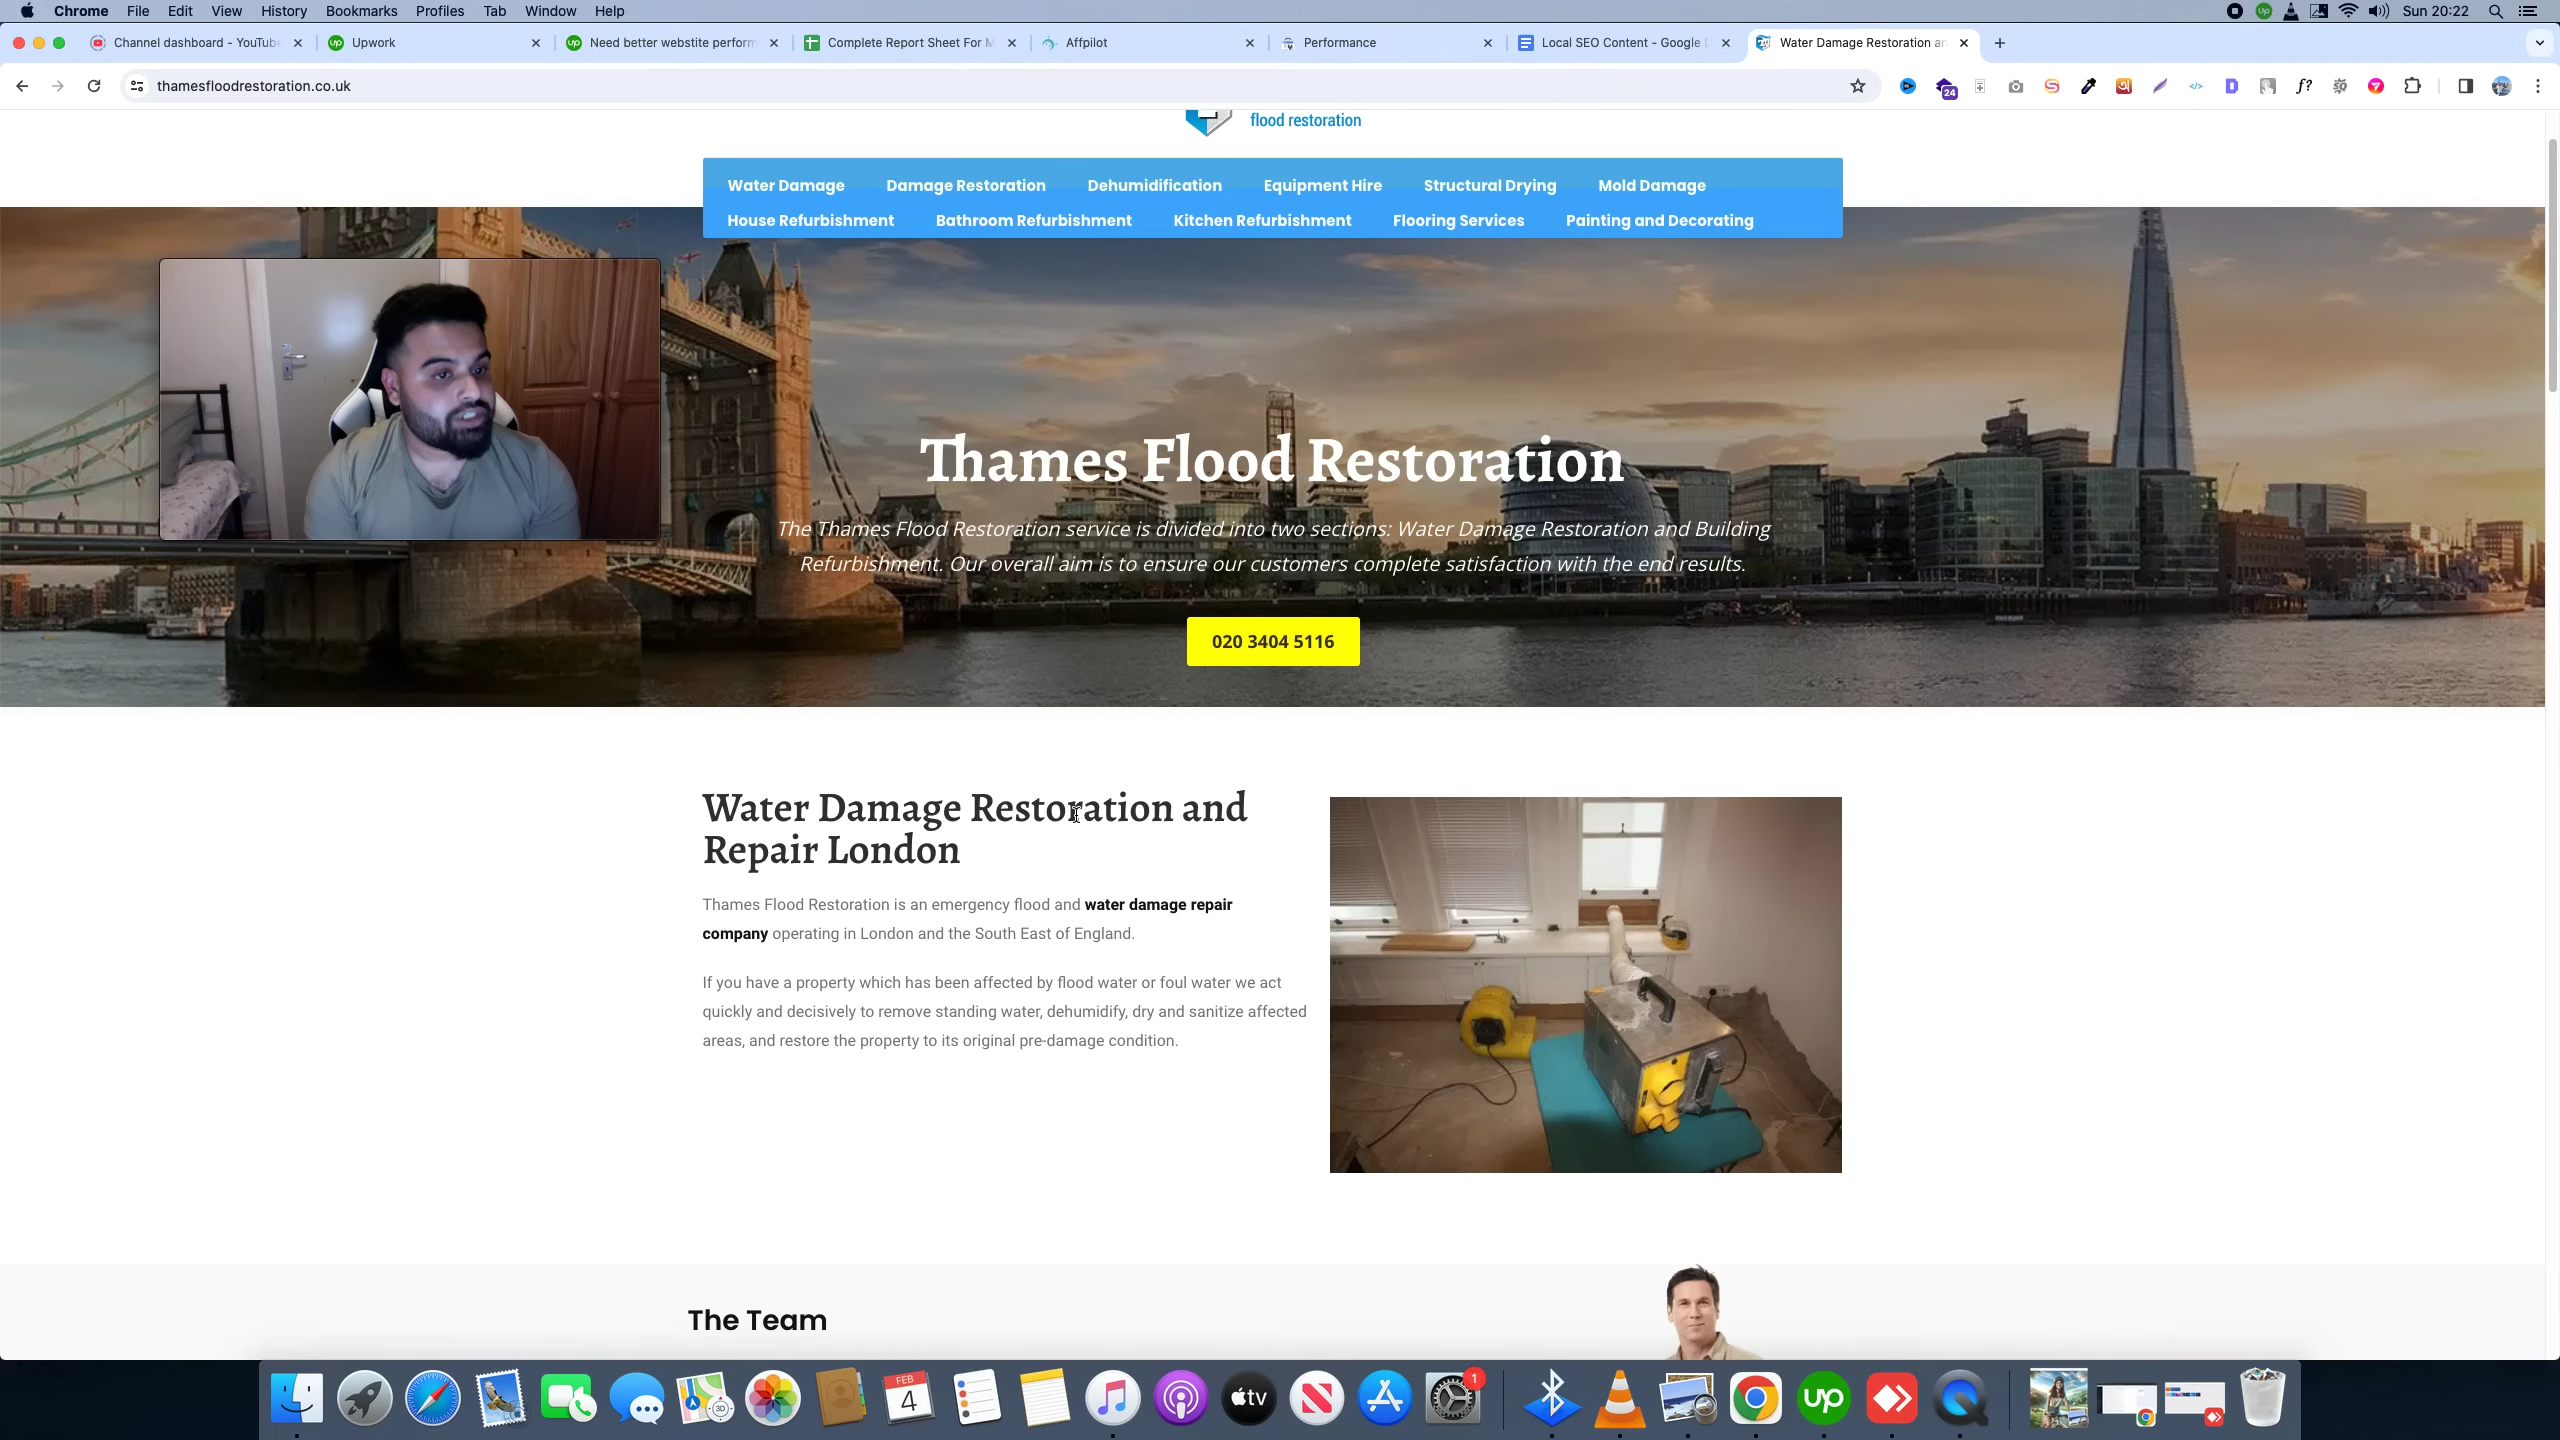 Chrome File Edit View History Bookmarks Profiles Tab Window Help Sun 20:22
Channel dashboard - YouTube Upwork Need better webstite perform Complete Report Sheet For M Affpilot Performance Local SEO Content - Google Water Damage Restoration an
thamesfloodrestoration.co.uk 24
flood restoration
Water Damage Damage Restoration Dehumidification Equipment Hire Structural Drying Mold Damage
House Refurbishment Bathroom Refurbishment Kitchen Refurbishment Flooring Services Painting and Decorating
Thames Flood Restoration
The Thames Flood Restoration service is divided into two sections: Water Damage Restoration and Building
Refurbishment. Our overall aim is to ensure our customers complete satisfaction with the end results.
020 3404 5116
Water Damage Restoration and
Repair London
Thames Flood Restoration is an emergency flood and water damage repair
company operating in London and the South East of England.
If you have a property which has been affected by flood water or foul water we act
quickly and decisively to remove standing water, dehumidify, dry and sanitize affected
areas, and restore the property to its original pre-damage condition.
The Team
FEB
4
3D
tv
1
up